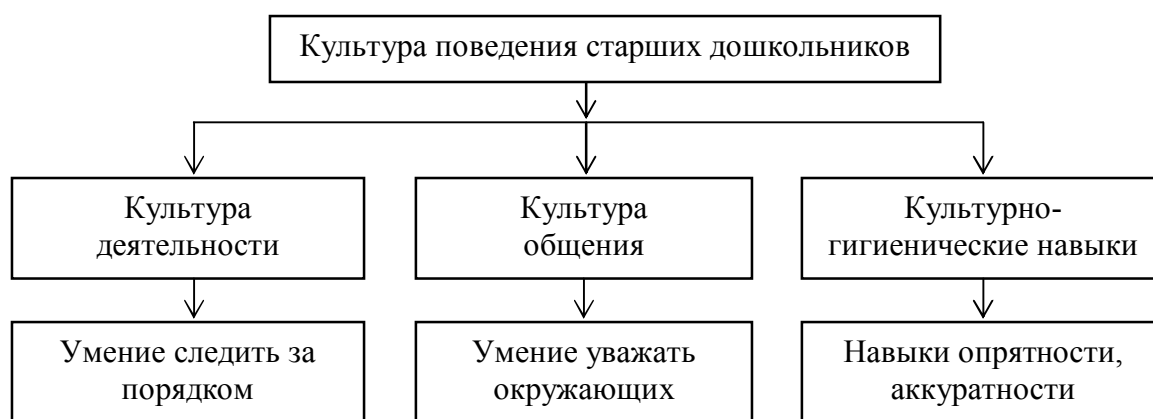 Культура поведения старших дошкольников
Культура
деятельности
Культура
общения
Культурно-
гигиенические навыки
Умение следить за
порядком
Умение уважать
окружающих
Навыки опрятности,
аккуратности